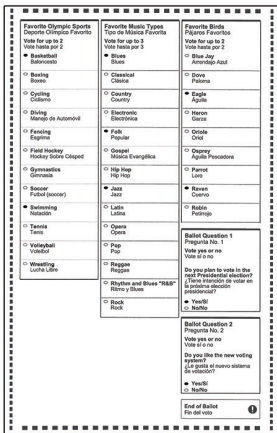 Favorite Olympic Sports
Deporte Olímpico Favorito
Vote for up to 2
Vote hasta por 2
Basketball
Baloncesto
Boxing
Boxeo
Cycling
Ciclismo
Diving
Manejo de Automóvil
Fencing
Esgrima
Field Hockey
Hockey Sobre Césped
Gymnastics
Gimnasia
Soccer
Futbol (soccer)
Swimming
Natación
Tennis
Tenis
Volleyball
Voleibol
Wrestling
Lucha Libre
Favorite Music Types
Tipo de Música Favorita
Vote for up to 3
Vote hasta por 3
Blues
Blues
Classical
Clásica
Country
Country
Electronic
Electrónica
Folk
Popular
Gospel
Música Evangélica
Hip Hop
Hip Hop
Jazz
Jazz
Latin
Latina
Opera
Opera
Pop
Pop
Reggae
Reggae
Rhythm and Blues "R&B"
Ritmo y Blues
Rock
Rock
Favorite Birds
Pájaros Favoritos
Vote for up to 2
Vote hasta por 2
Blue Jay
Arrendajo Azul
Dove
Paloma
Eagle
Águila
Heron
Garza
Oriole
Oriol
Osprey
Águila Pescadora
Parrot
Loro
Raven
Cuervo
Robin
Petirrojo
Ballot Question 1
Pregunta No. 1
Vote yes or no
Vote sí o no
Do you plan to vote in the
next Presidential election?
¿Tiene intención de votar en
la próxima elección
presidencial?
Yes/Sí
No/No
Ballot Question 2
Pregunta No. 2
Vote yes or no
Vote sí o no
Do you like the new voting
system?
¿Le gusta el nuevo sistema
de votación?
Yes/Sí
No/No
End of Ballot
Fin del voto